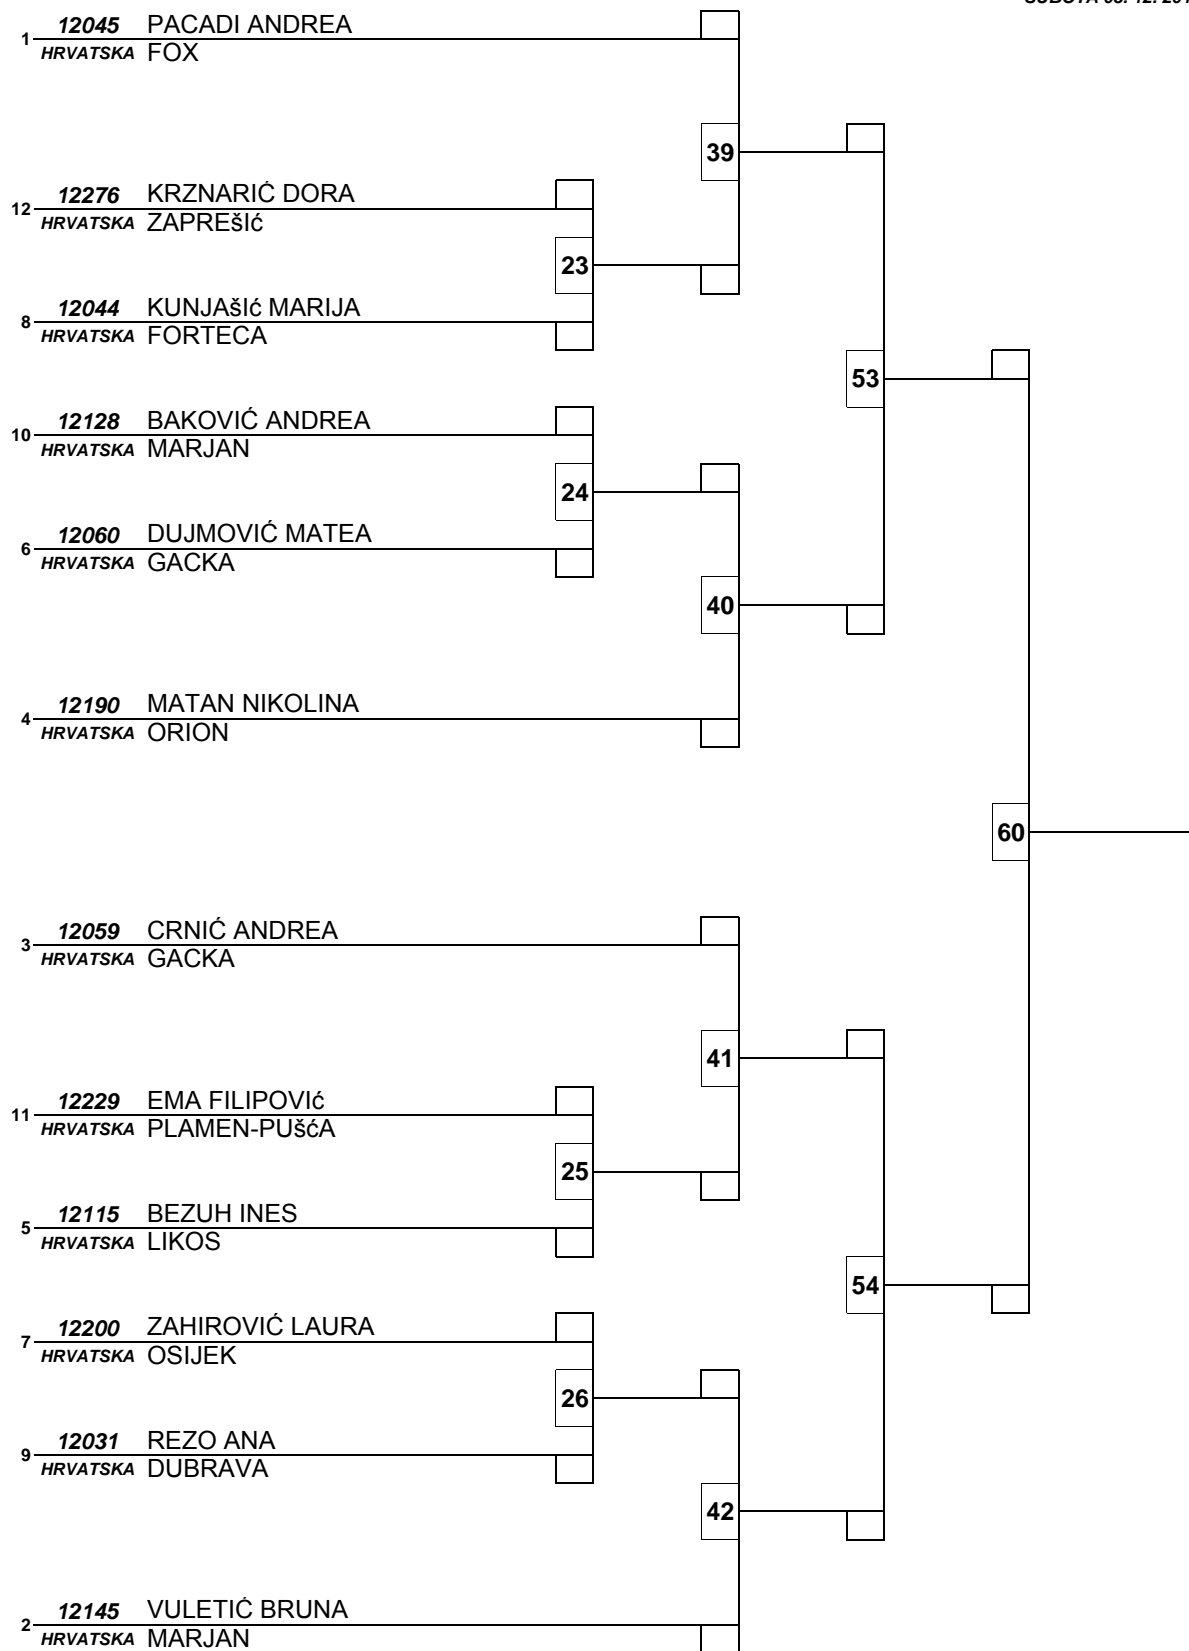 12045 PACADI ANDREA
1
HRVATSKA FOX
39
12276 KRZNARIĆ DORA
12
HRVATSKA ZAPREšIć
23
12044 KUNJAšIć MARIJA
8
HRVATSKA FORTECA
53
12128 BAKOVIĆ ANDREA
10
HRVATSKA MARJAN
24
12060 DUJMOVIĆ MATEA
6
HRVATSKA GACKA
40
12190 MATAN NIKOLINA
4
HRVATSKA ORION
60
12059 CRNIĆ ANDREA
3
HRVATSKA GACKA
41
12229 EMA FILIPOVIć
11
HRVATSKA PLAMEN-PUšćA
25
12115 BEZUH INES
5
HRVATSKA LIKOS
54
12200 ZAHIROVIĆ LAURA
7
HRVATSKA OSIJEK
26
12031 REZO ANA
9
HRVATSKA DUBRAVA
42
12145 VULETIĆ BRUNA
2
HRVATSKA MARJAN